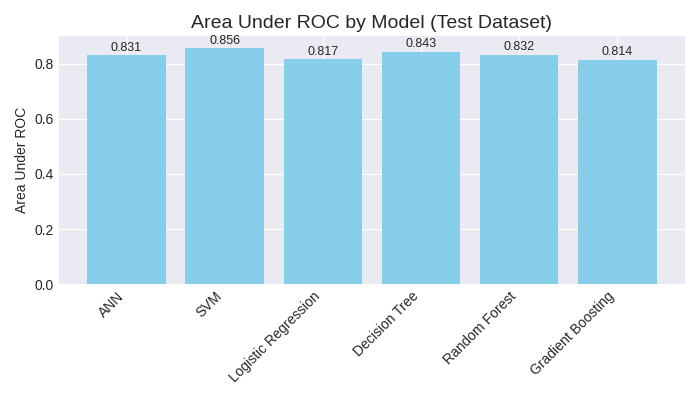 Area Under ROC by Model (Test Dataset)
0.831
0.856
0.817
0.843
0.832
0.814
Area Under ROC
0.8
0.6
0.4
0.2
0.0
ANN
SVM
Logistic Regression
Decision Tree
Random Forest
Gradient Boosting